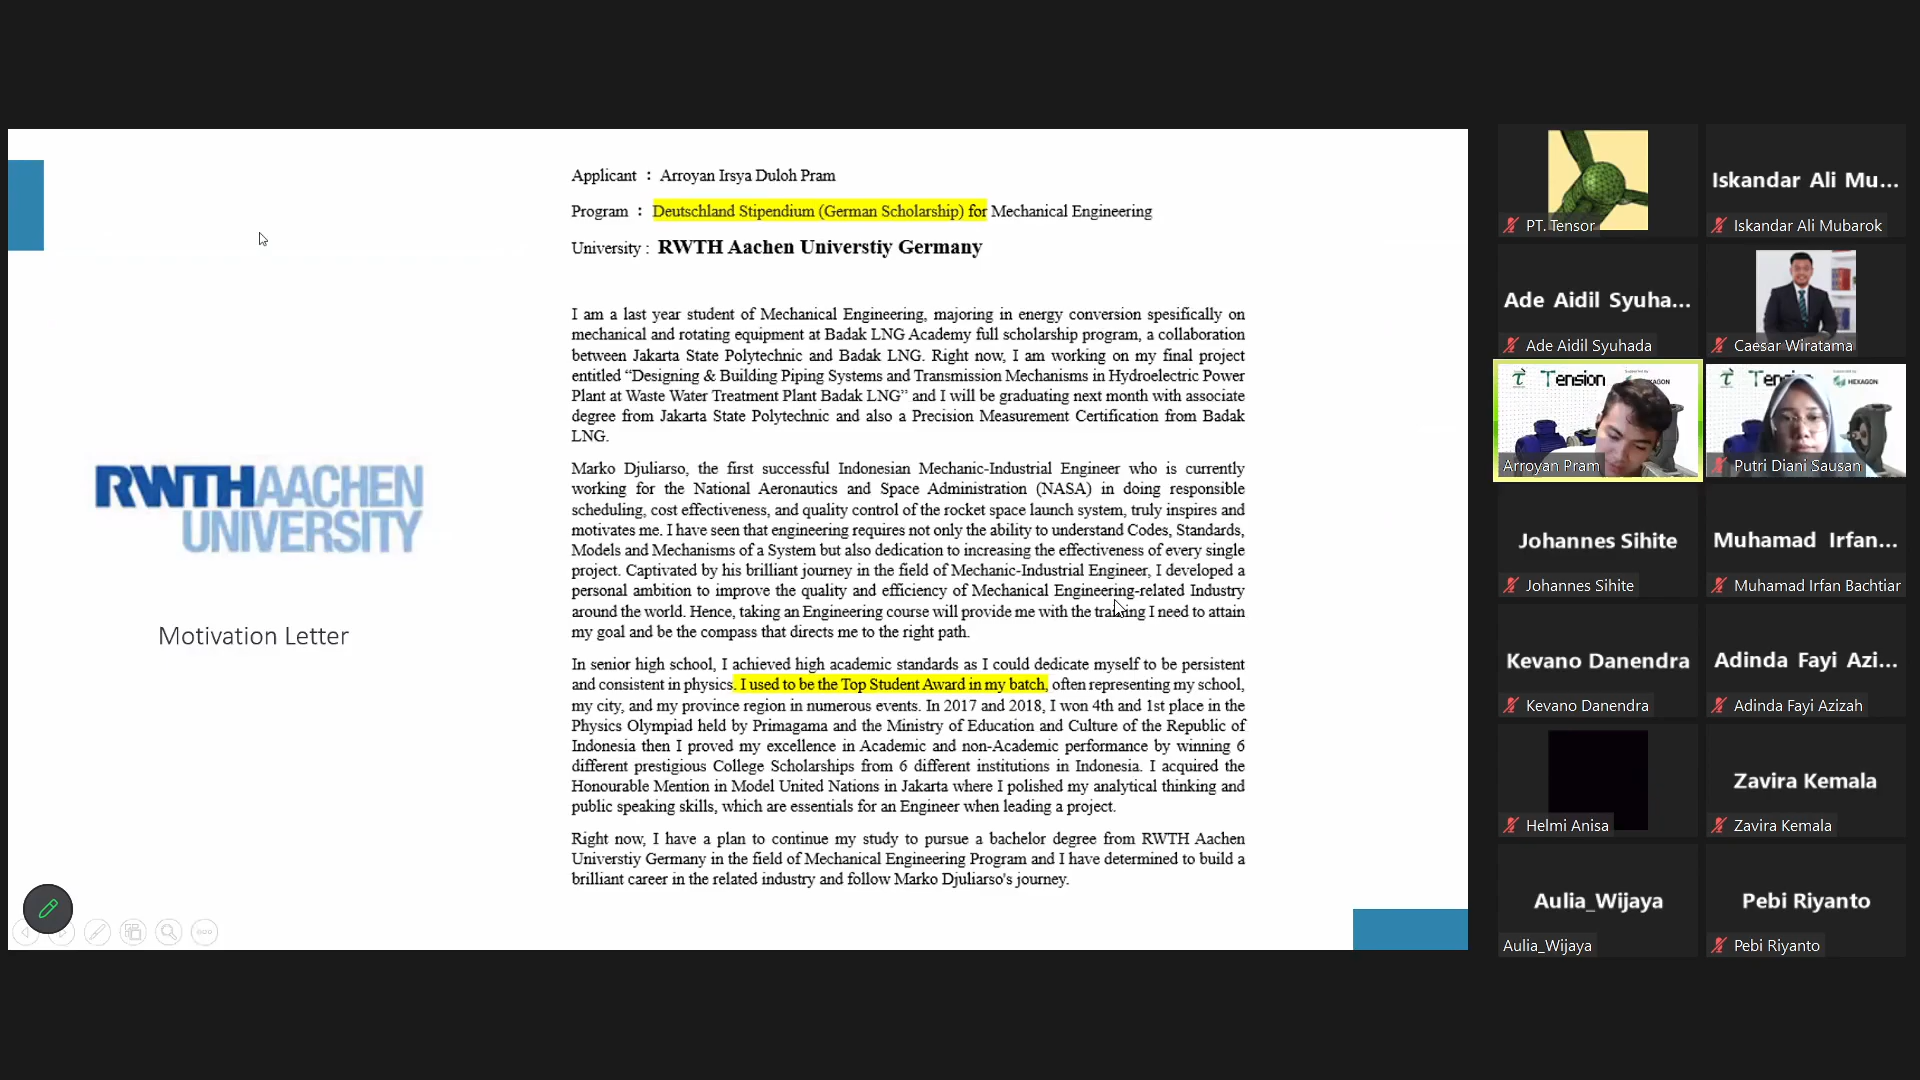 Applicant : Arroyan Irsya Duloh Pram
Program : Deutschland Stipendium (German Scholarship) for Mechanical Engineering
University : RWTH Aachen Universtiy Germany
I am a last year student of Mechanical Engineering, majoring in energy conversion spesifically on
mechanical and rotating equipment at Badak LNG Academy full scholarship program, a collaboration
between Jakarta State Polytechnic and Badak LNG. Right now, I am working on my final project
entitled “Designing & Building Piping Systems and Transmission Mechanisms in Hydroelectric Power
Plant at Waste Water Treatment Plant Badak LNG” and I will be graduating next month with associate
degree from Jakarta State Polytechnic and also a Precision Measurement Certification from Badak
LNG.
Marko Djuliarso, the first successful Indonesian Mechanic-Industrial Engineer who is currently
working for the National Aeronautics and Space Administration (NASA) in doing responsible
scheduling, cost effectiveness, and quality control of the rocket space launch system, truly inspires and
motivates me. I have seen that engineering requires not only the ability to understand Codes, Standards,
Models and Mechanisms of a System but also dedication to increasing the effectiveness of every single
project. Captivated by his brilliant journey in the field of Mechanic-Industrial Engineer, I developed a
personal ambition to improve the quality and efficiency of Mechanical Engineering-related Industry
around the world. Hence, taking an Engineering course will provide me with the training I need to attain
my goal and be the compass that directs me to the right path.
In senior high school, I achieved high academic standards as I could dedicate myself to be persistent
and consistent in physics. I used to be the Top Student Award in my batch, often representing my school,
my city, and my province region in numerous events. In 2017 and 2018, I won 4th and 1st place in the
Physics Olympiad held by Primagama and the Ministry of Education and Culture of the Republic of
Indonesia then I proved my excellence in Academic and non-Academic performance by winning 6
different prestigious College Scholarships from 6 different institutions in Indonesia. I acquired the
Honourable Mention in Model United Nations in Jakarta where I polished my analytical thinking and
public speaking skills, which are essentials for an Engineer when leading a project.
Right now, I have a plan to continue my study to pursue a bachelor degree from RWTH Aachen
Universtiy Germany in the field of Mechanical Engineering Program and I have determined to build a
brilliant career in the related industry and follow Marko Djuliarso's journey.
RWTH AACHEN
UNIVERSITY
Motivation Letter
PT. Tensor
Iskandar Ali Mu...
Iskandar Ali Mubarok
Ade Aidil Syuha...
Ade Aidil Syuhada
Caesar Wiratama
Tension
HEXAGON
Arroyan Pram
Putri Diani Sausan
Johannes Sihite
Johannes Sihite
Muhamad Irfan...
Muhamad Irfan Bachtiar
Kevano Danendra
Kevano Danendra
Adinda Fayi Azi...
Adinda Fayi Azizah
Helmi Anisa
Zavira Kemala
Zavira Kemala
Aulia_Wijaya
Aulia_Wijaya
Pebi Riyanto
Pebi Riyanto